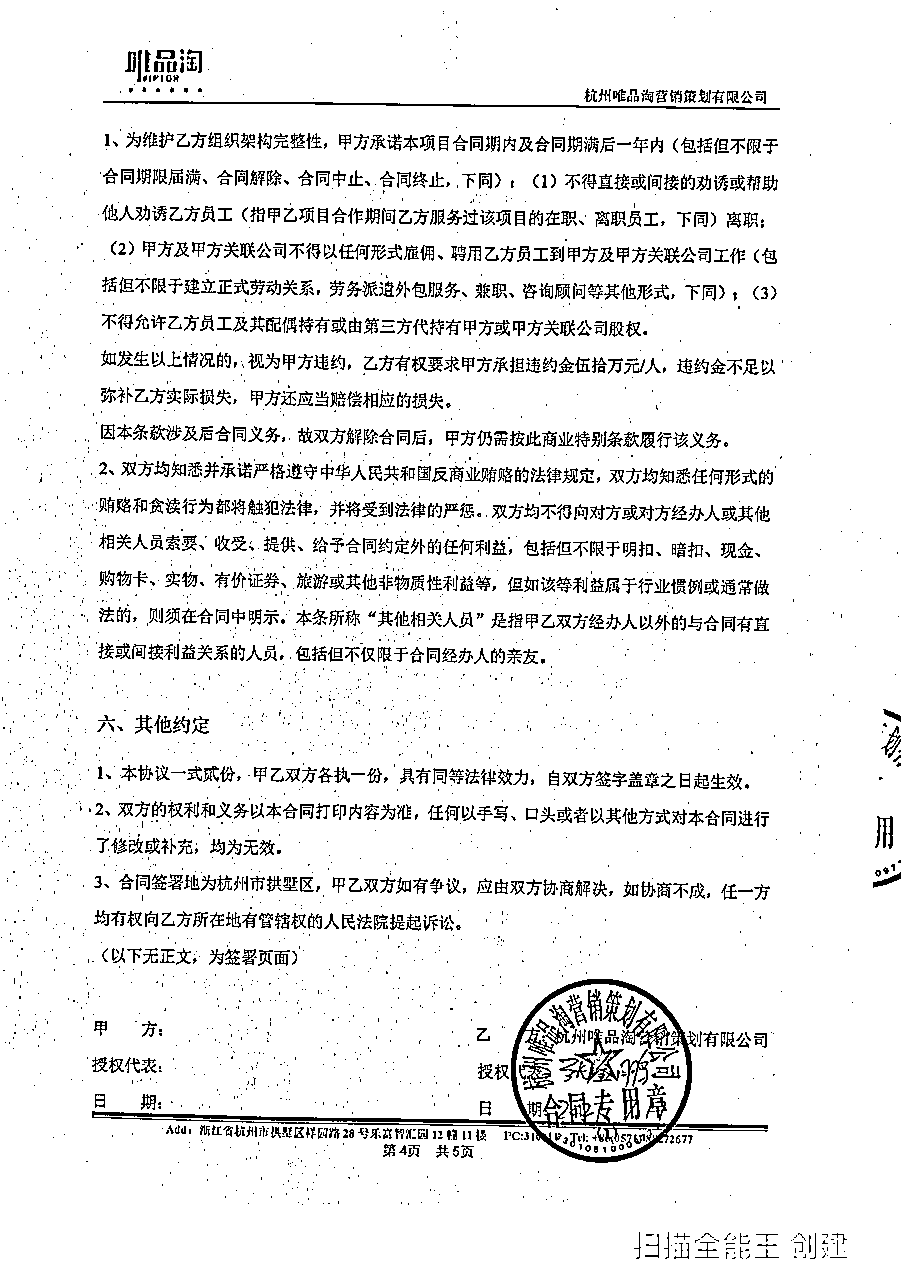 唯品淘
VIPTOR
杭州唯品淘营销策划有限公司
1、为维护乙方组织架构完整性，甲方承诺本项目合同期内及合同期满后一年内（包括但不限于
合同期限届满、合同解除、合同中止、合同终止，下同）；（1）不得直接或间接的劝诱或帮助
他人劝诱乙方员工（指甲乙项目合作期间乙方服务过该项目的在职、离职员工，下同）离职；
（2）甲方及甲方关联公司不得以任何形式雇佣、聘用乙方员工到甲方及甲方关联公司工作（包
括但不限于建立正式劳动关系，劳务派遣外包服务、兼职、咨询顾问等其他形式，下同）；（3）
不得允许乙方员工及其配偶持有或由第三方代持有甲方或甲方关联公司股权。
如发生以上情况的，视为甲方违约，乙方有权要求甲方承担违约金伍拾万元/人，违约金不足以
弥补乙方实际损失，甲方还应当赔偿相应的损失。
因本条款涉及后合同义务，故双方解除合同后，甲方仍需按此商业特别条款履行该义务。
2、双方均知悉并承诺严格遵守中华人民共和国反商业贿赂的法律规定，双方均知悉任何形式的
贿赂和贪渎行为都将触犯法律，并将受到法律的严惩。双方均不得向对方或对方经办人或其他
相关人员索要、收受、提供、给予合同约定外的任何利益，包括但不限于明扣、暗扣、现金、
购物卡、实物、有价证券、旅游或其他非物质性利益等，但如该等利益属于行业惯例或通常做
法的，则须在合同中明示。本条所称“其他相关人员”是指甲乙双方经办人以外的与合同有直
接或间接利益关系的人员，包括但不仅限于合同经办人的亲友。
六、其他约定
1、本协议一式贰份，甲乙双方各执一份，具有同等法律效力，自双方签字盖章之日起生效。
2、双方的权利和义务以本合同打印内容为准，任何以手写、口头或者以其他方式对本合同进行
了修改或补充，均为无效。
3、合同签署地为杭州市拱墅区，甲乙双方如有争议，应由双方协商解决，如协商不成，任一方
均有权向乙方所在地有管辖权的人民法院提起诉讼。
（以下无正文，为签署页面）
甲 方： 乙 方：杭州唯品淘营销策划有限公司
授权代表： 授权代表
日 期： 日 期
杭州唯品淘营销策划有限公司
合同专用章
(1)
用
Add：浙江省杭州市拱墅区祥园路 28 号乐富智汇园 12 幢 11 楼
第 4页 共 5页
扫描全能王 创建